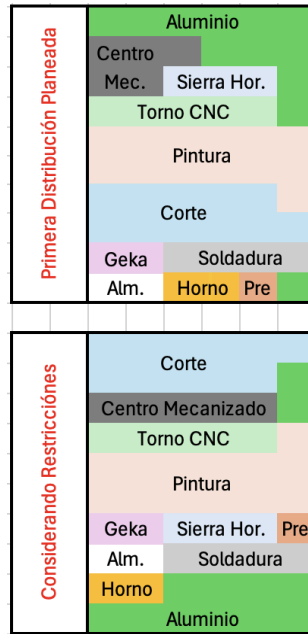 Primera Distribución Planeada
Aluminio
Centro
Mec.
Sierra Hor.
Torno CNC
Pintura
Corte
Geka
Soldadura
Alm.
Horno
Pre
Considerando Restricciónes
Corte
Centro Mecanizado
Torno CNC
Pintura
Geka
Sierra Hor.
Pre
Alm.
Soldadura
Horno
Aluminio